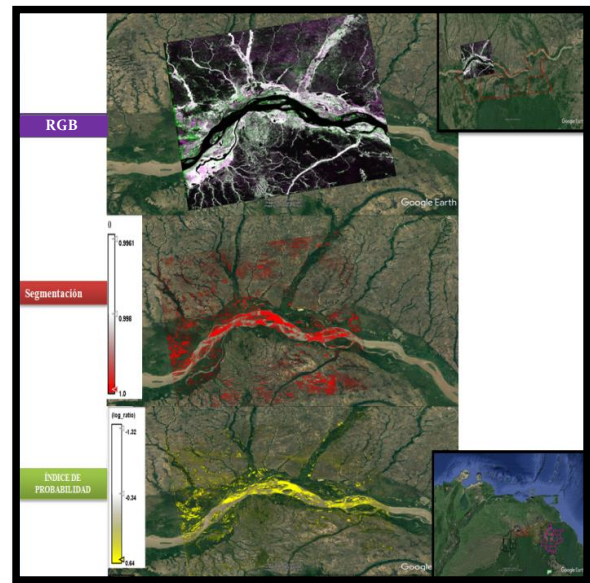 RGB
Google Earth
Google Earth
Segmentación
()
0.9961
0.998
1.0
ÍNDICE DE
PROBABILIDAD
(log_ratio)
-1.32
-0.34
0.64
Google Earth